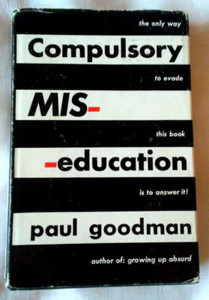 the only way
Compulsory
to evade
MIS-
this book
-education
is to answer it!
paul goodman
author of: growing up absurd